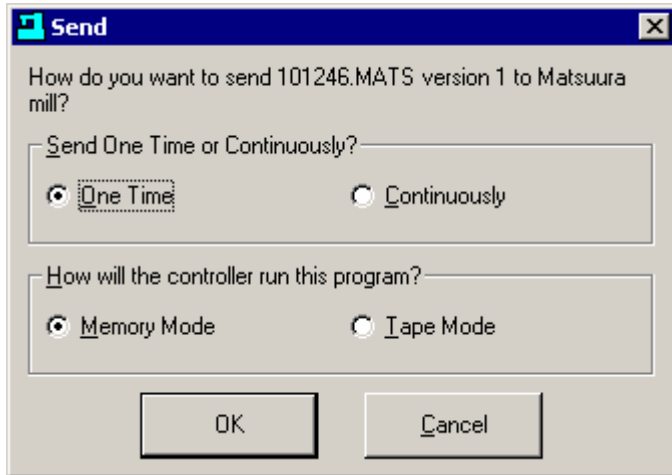 Send
How do you want to send 101246.MATS version 1 to Matsuura
mill?
Send One Time or Continuously?
One Time Continuously
How will the controller run this program?
Memory Mode Tape Mode
OK Cancel